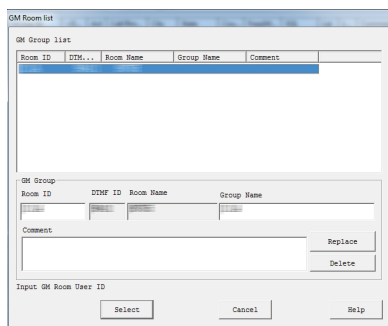 GM Room list
GM Group list
Room ID DTM... Room Name Group Name Comment
GM Group
Room ID DTMF ID Room Name Group Name
Comment
Replace
Delete
Input GM Room User ID
Select Cancel Help